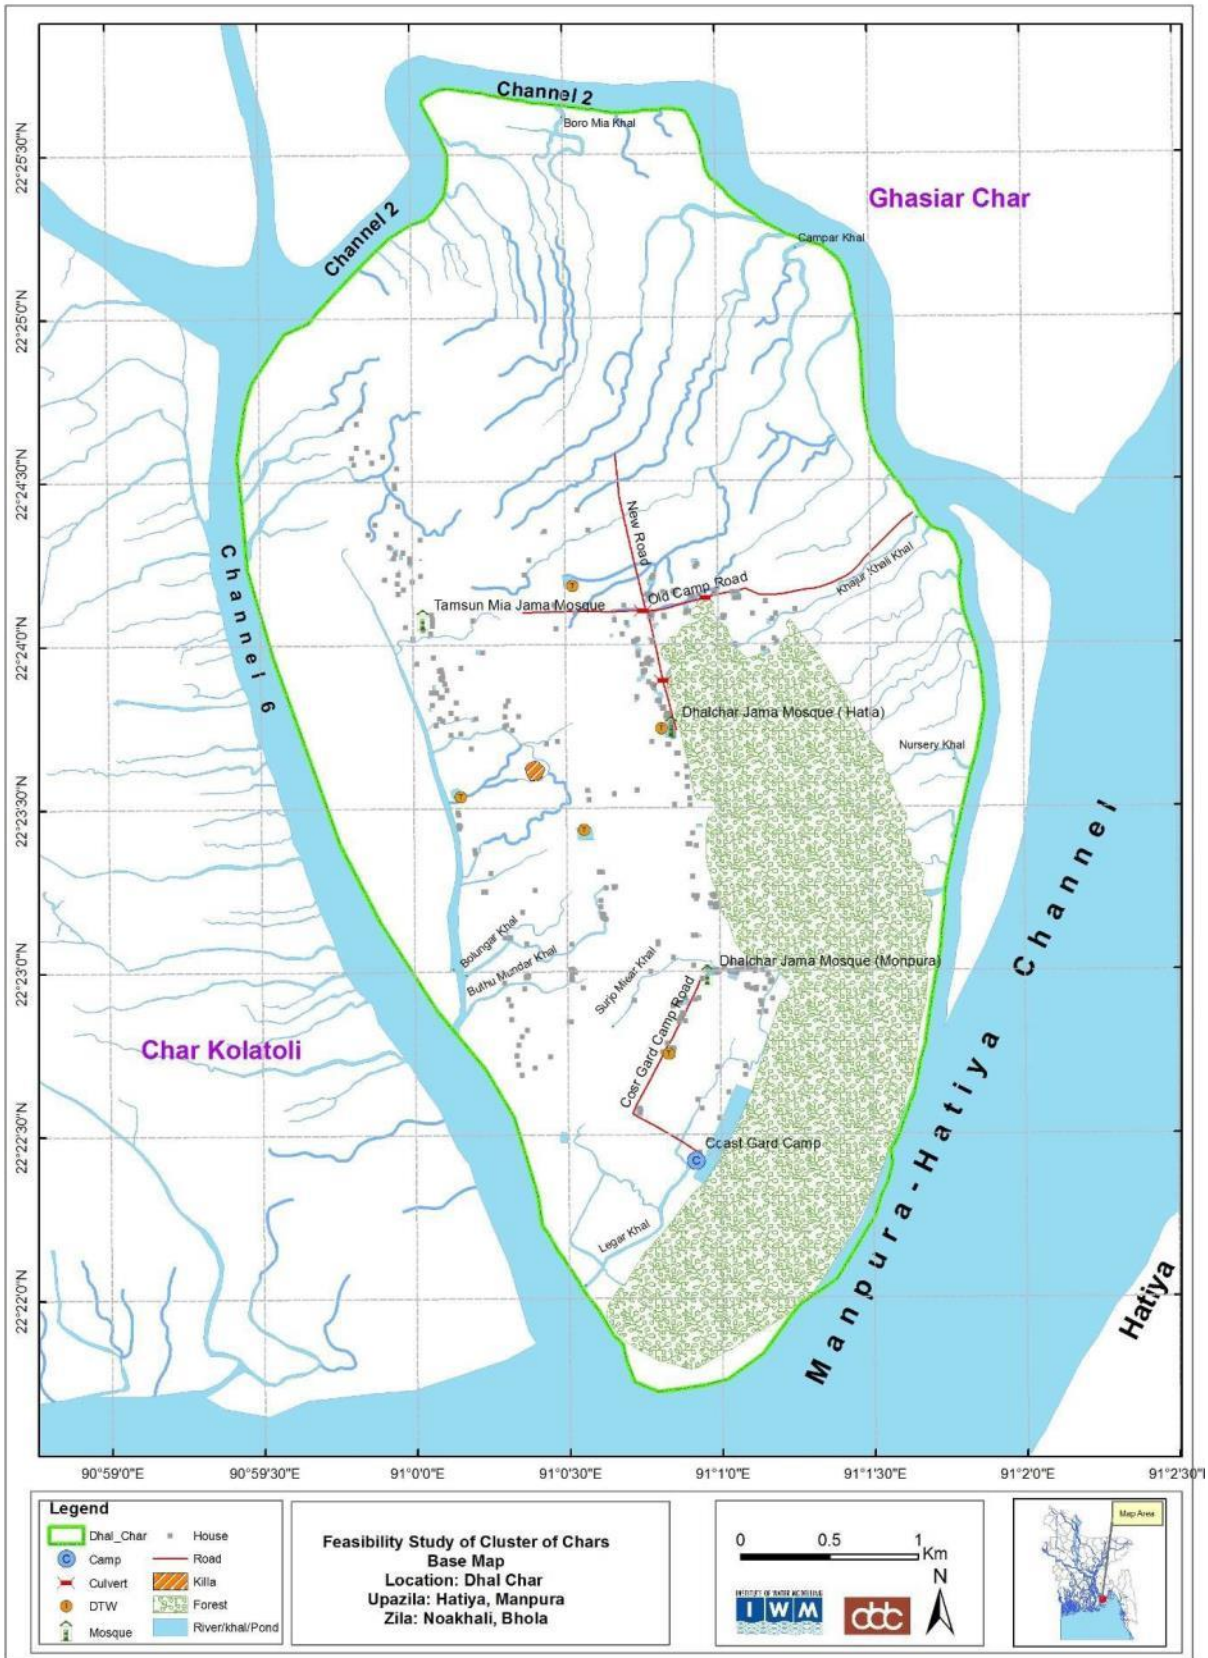 Channel 2
Boro Mia Khal
Ghasiar Char
Channel 2
Campar Khal
22°25'30"N
22°25'0"N
22°24'30"N
22°24'0"N
22°23'30"N
22°23'0"N
22°22'30"N
22°22'0"N
New Road
Khajur Khali Khal
Old Camp Road
Tamsun Mia Jama Mosque
Channel 6
Dhalchar Jama Mosque ( Hatia)
Nursery Khal
Bolungar Khal
Buthu Mundar Khal
Surjo Miear Khal
Dhalchar Jama Mosque (Monpura)
Char Kolatoli
Cosr Gard Camp Road
Coast Gard Camp
C
Legar Khal
Manpura-Hatiya Channel
Hatiya
T
T
T
T
T
90°59'0"E
90°59'30"E
91°0'0"E
91°0'30"E
91°1'0"E
91°1'30"E
91°2'0"E
91°2'30"E
Legend
Dhal_Char
House
C
Camp
Road
Culvert
Killa
T
DTW
Forest
Mosque
River/khal/Pond
Feasibility Study of Cluster of Chars
Base Map
Location: Dhal Char
Upazila: Hatiya, Manpura
Zila: Noakhali, Bhola
0 0.5 1
Km
N
INSTITUTE OF WATER MODELLING
IWM
Map Area